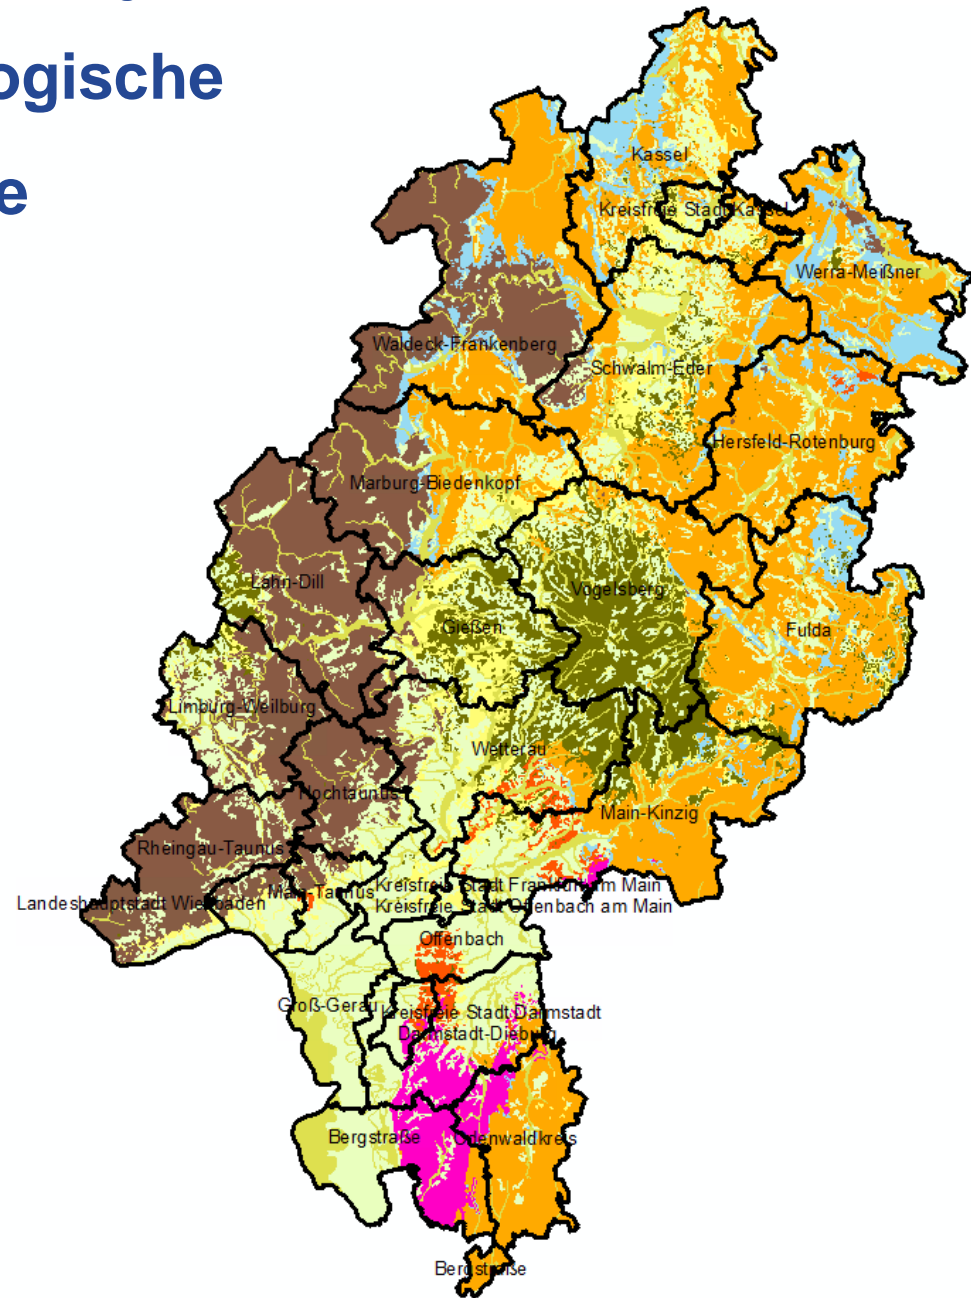 ogische
e
Kassel
Kreisfreie Stadt Kassel
Werra-Meißner
Waldeck-Frankenberg
Schwalm-Eder
Hersfeld-Rotenburg
Marburg-Biedenkopf
Lahn-Dill
Vogelsberg
Gießen
Fulda
Limburg-Weilburg
Wetterau
Hochtaunus
Main-Kinzig
Rheingau-Taunus
Main-Taunus
Kreisfreie Stadt Frankfurt am Main
Landeshauptstadt Wiesbaden
Kreisfreie Stadt Offenbach am Main
Offenbach
Groß-Gerau
Kreisfreie Stadt Darmstadt
Darmstadt-Dieburg
Bergstraße
Odenwaldkreis
Bergstraße